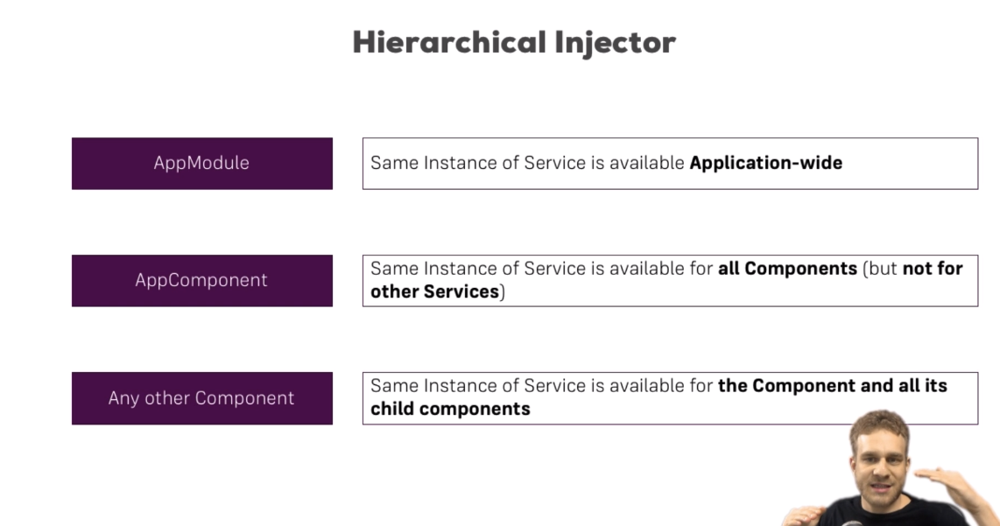 Hierarchical Injector
AppModule
Same Instance of Service is available Application-wide
AppComponent
Same Instance of Service is available for all Components (but not for
other Services)
Any other Component
Same Instance of Service is available for the Component and all its
child components